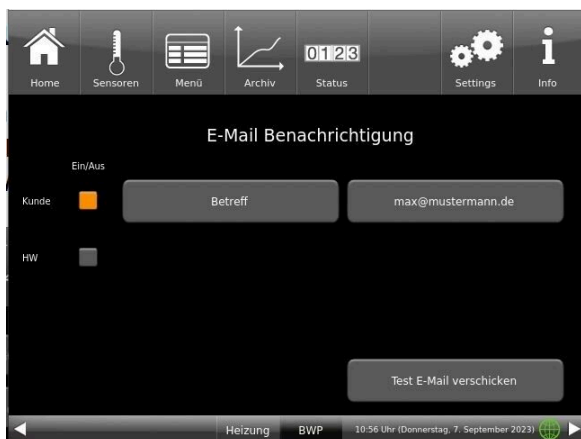 0123
Home Sensoren Menü Archiv Status Settings Info
E-Mail Benachrichtigung
Ein/Aus
Kunde Betreff max@mustermann.de
HW
Test E-Mail verschicken
Heizung BWP 10:56 Uhr (Donnerstag, 7. September 2023)